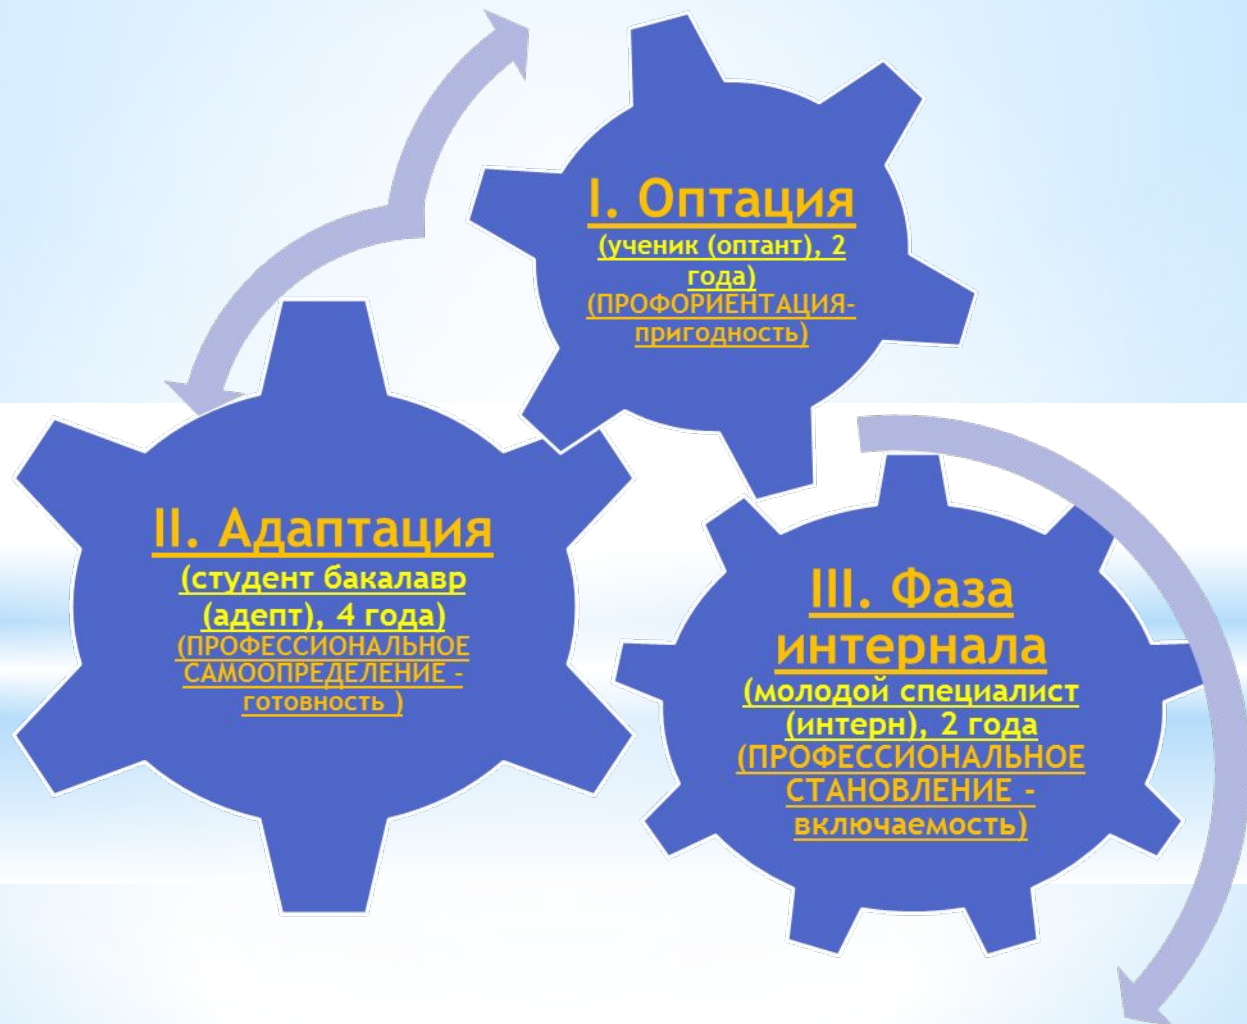 I. Оптация
(ученик (оптант), 2
года)
(ПРОФОРИЕНТАЦИЯ-
пригодность)
II. Адаптация
(студент бакалавр
(адепт), 4 года)
(ПРОФЕССИОНАЛЬНОЕ
САМООПРЕДЕЛЕНИЕ -
готовность )
III. Фаза
интернала
(молодой специалист
(интерн), 2 года
(ПРОФЕССИОНАЛЬНОЕ
СТАНОВЛЕНИЕ -
включаемость)